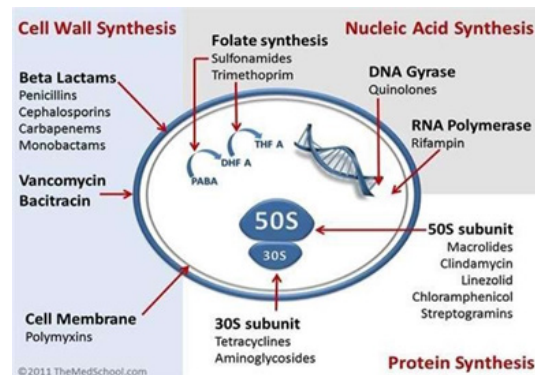 Cell Wall Synthesis
Nucleic Acid Synthesis
Beta Lactams
Penicillins
Cephalosporins
Carbapenems
Monobactams
Vancomycin
Bacitracin
Cell Membrane
Polymyxins
Folate synthesis
Sulfonamides
Trimethoprim
PABA
DHF A
THF A
DNA Gyrase
Quinolones
RNA Polymerase
Rifampin
50S
30S
50S subunit
Macrolides
Clindamycin
Linezolid
Chloramphenicol
Streptogramins
30S subunit
Tetracyclines
Aminoglycosides
Protein Synthesis
©2011 TheMedSchool.com